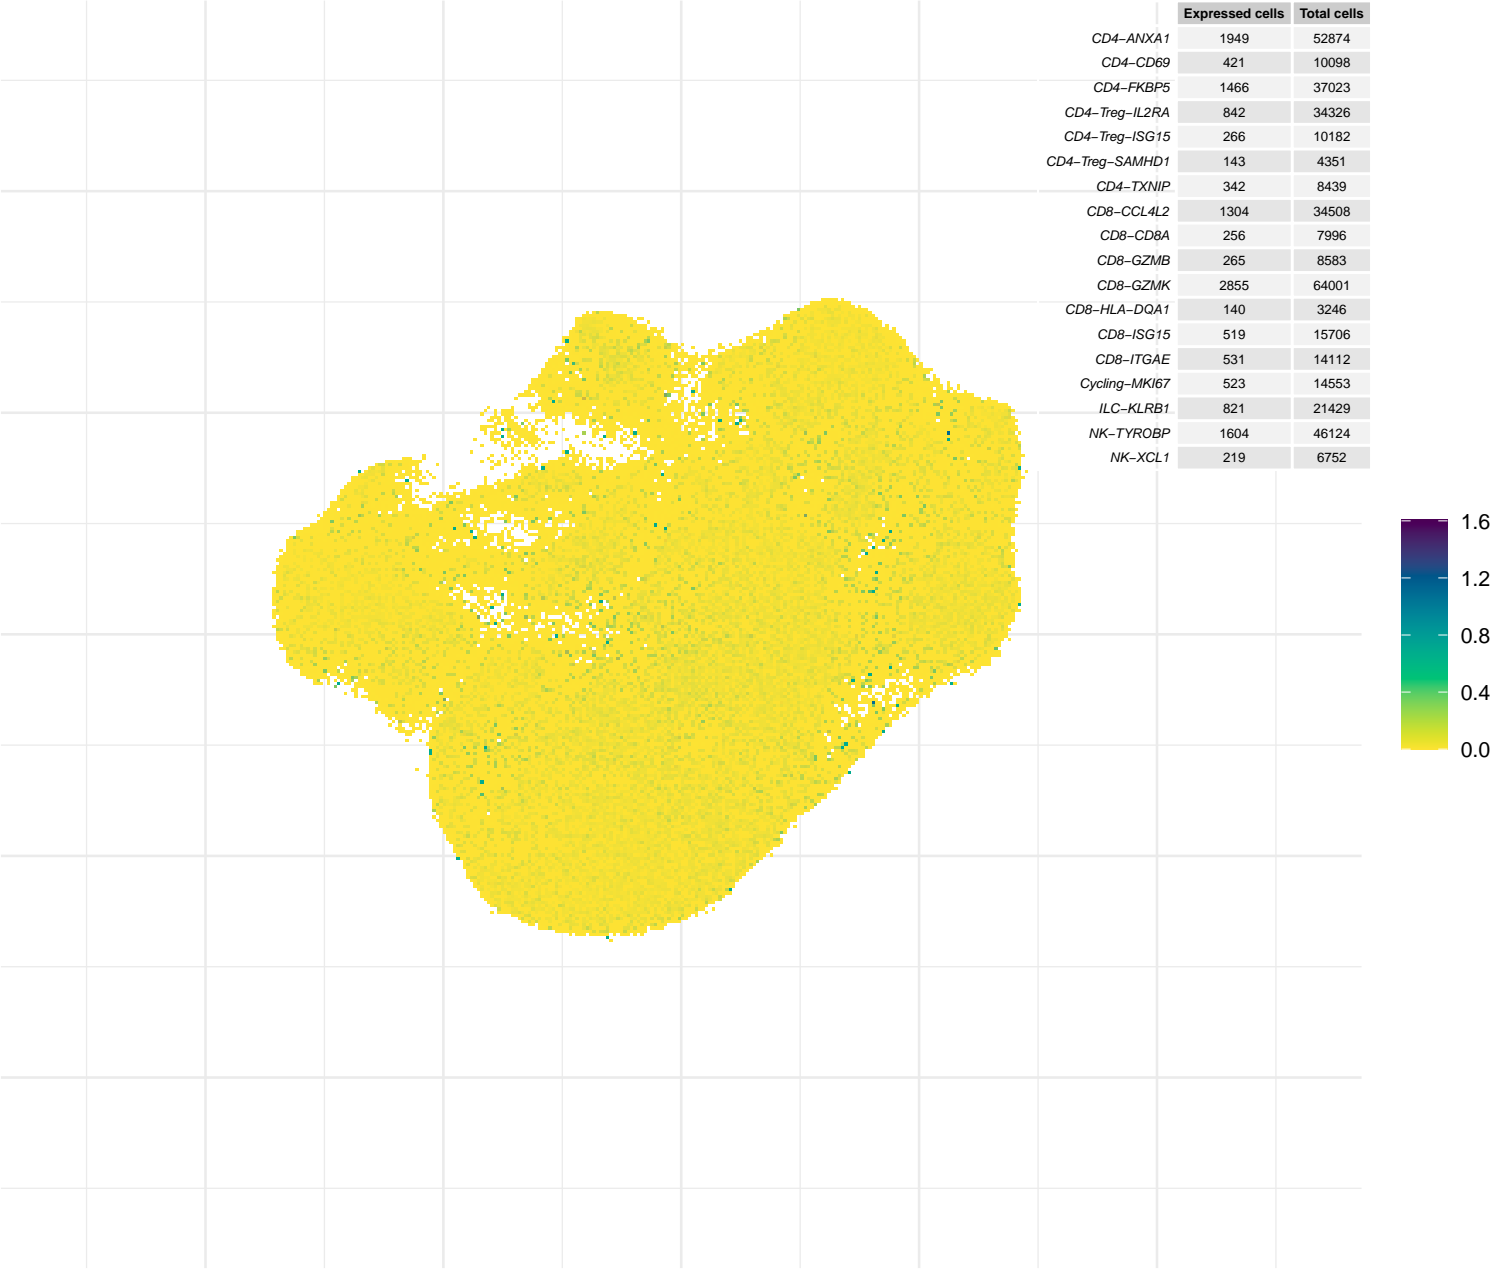 Expressed cells Total cells
CD4−ANXA1 1949 52874
CD4−CD69 421 10098
CD4−FKBP5 1466 37023
CD4−Treg−IL2RA 842 34326
CD4−Treg−ISG15 266 10182
CD4−Treg−SAMHD1 143 4351
CD4−TXNIP 342 8439
CD8−CCL4L2 1304 34508
CD8−CD8A 256 7996
CD8−GZMB 265 8583
CD8−GZMK 2855 64001
CD8−HLA−DQA1 140 3246
CD8−ISG15 519 15706
CD8−ITGAE 531 14112
Cycling−MKI67 523 14553
ILC−KLRB1 821 21429
NK−TYROBP 1604 46124
NK−XCL1 219 6752
1.6
1.2
0.8
0.4
0.0